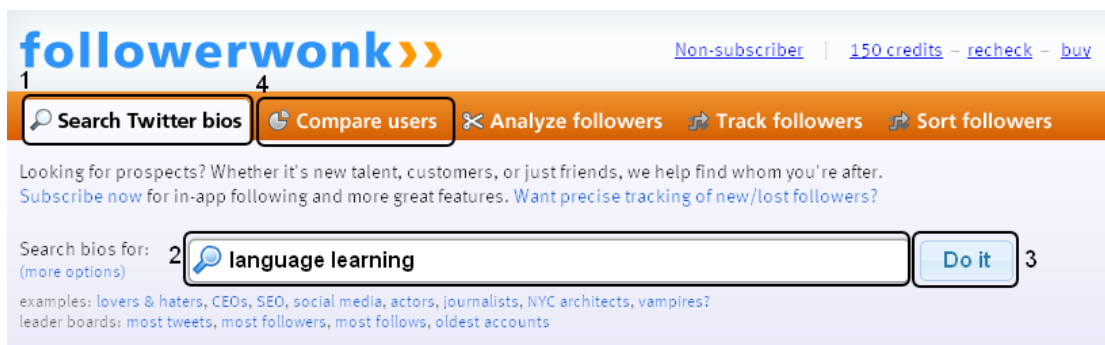 followerwonk››
Non-subscriber | 150 credits – recheck – buy
1
4
Search Twitter bios Compare users Analyze followers Track followers Sort followers
Looking for prospects? Whether it's new talent, customers, or just friends, we help find whom you're after.
Subscribe now for in-app following and more great features. Want precise tracking of new/lost followers?
Search bios for: 2 language learning Do it 3
(more options)
examples: lovers & haters, CEOs, SEO, social media, actors, journalists, NYC architects, vampires?
leader boards: most tweets, most followers, most follows, oldest accounts